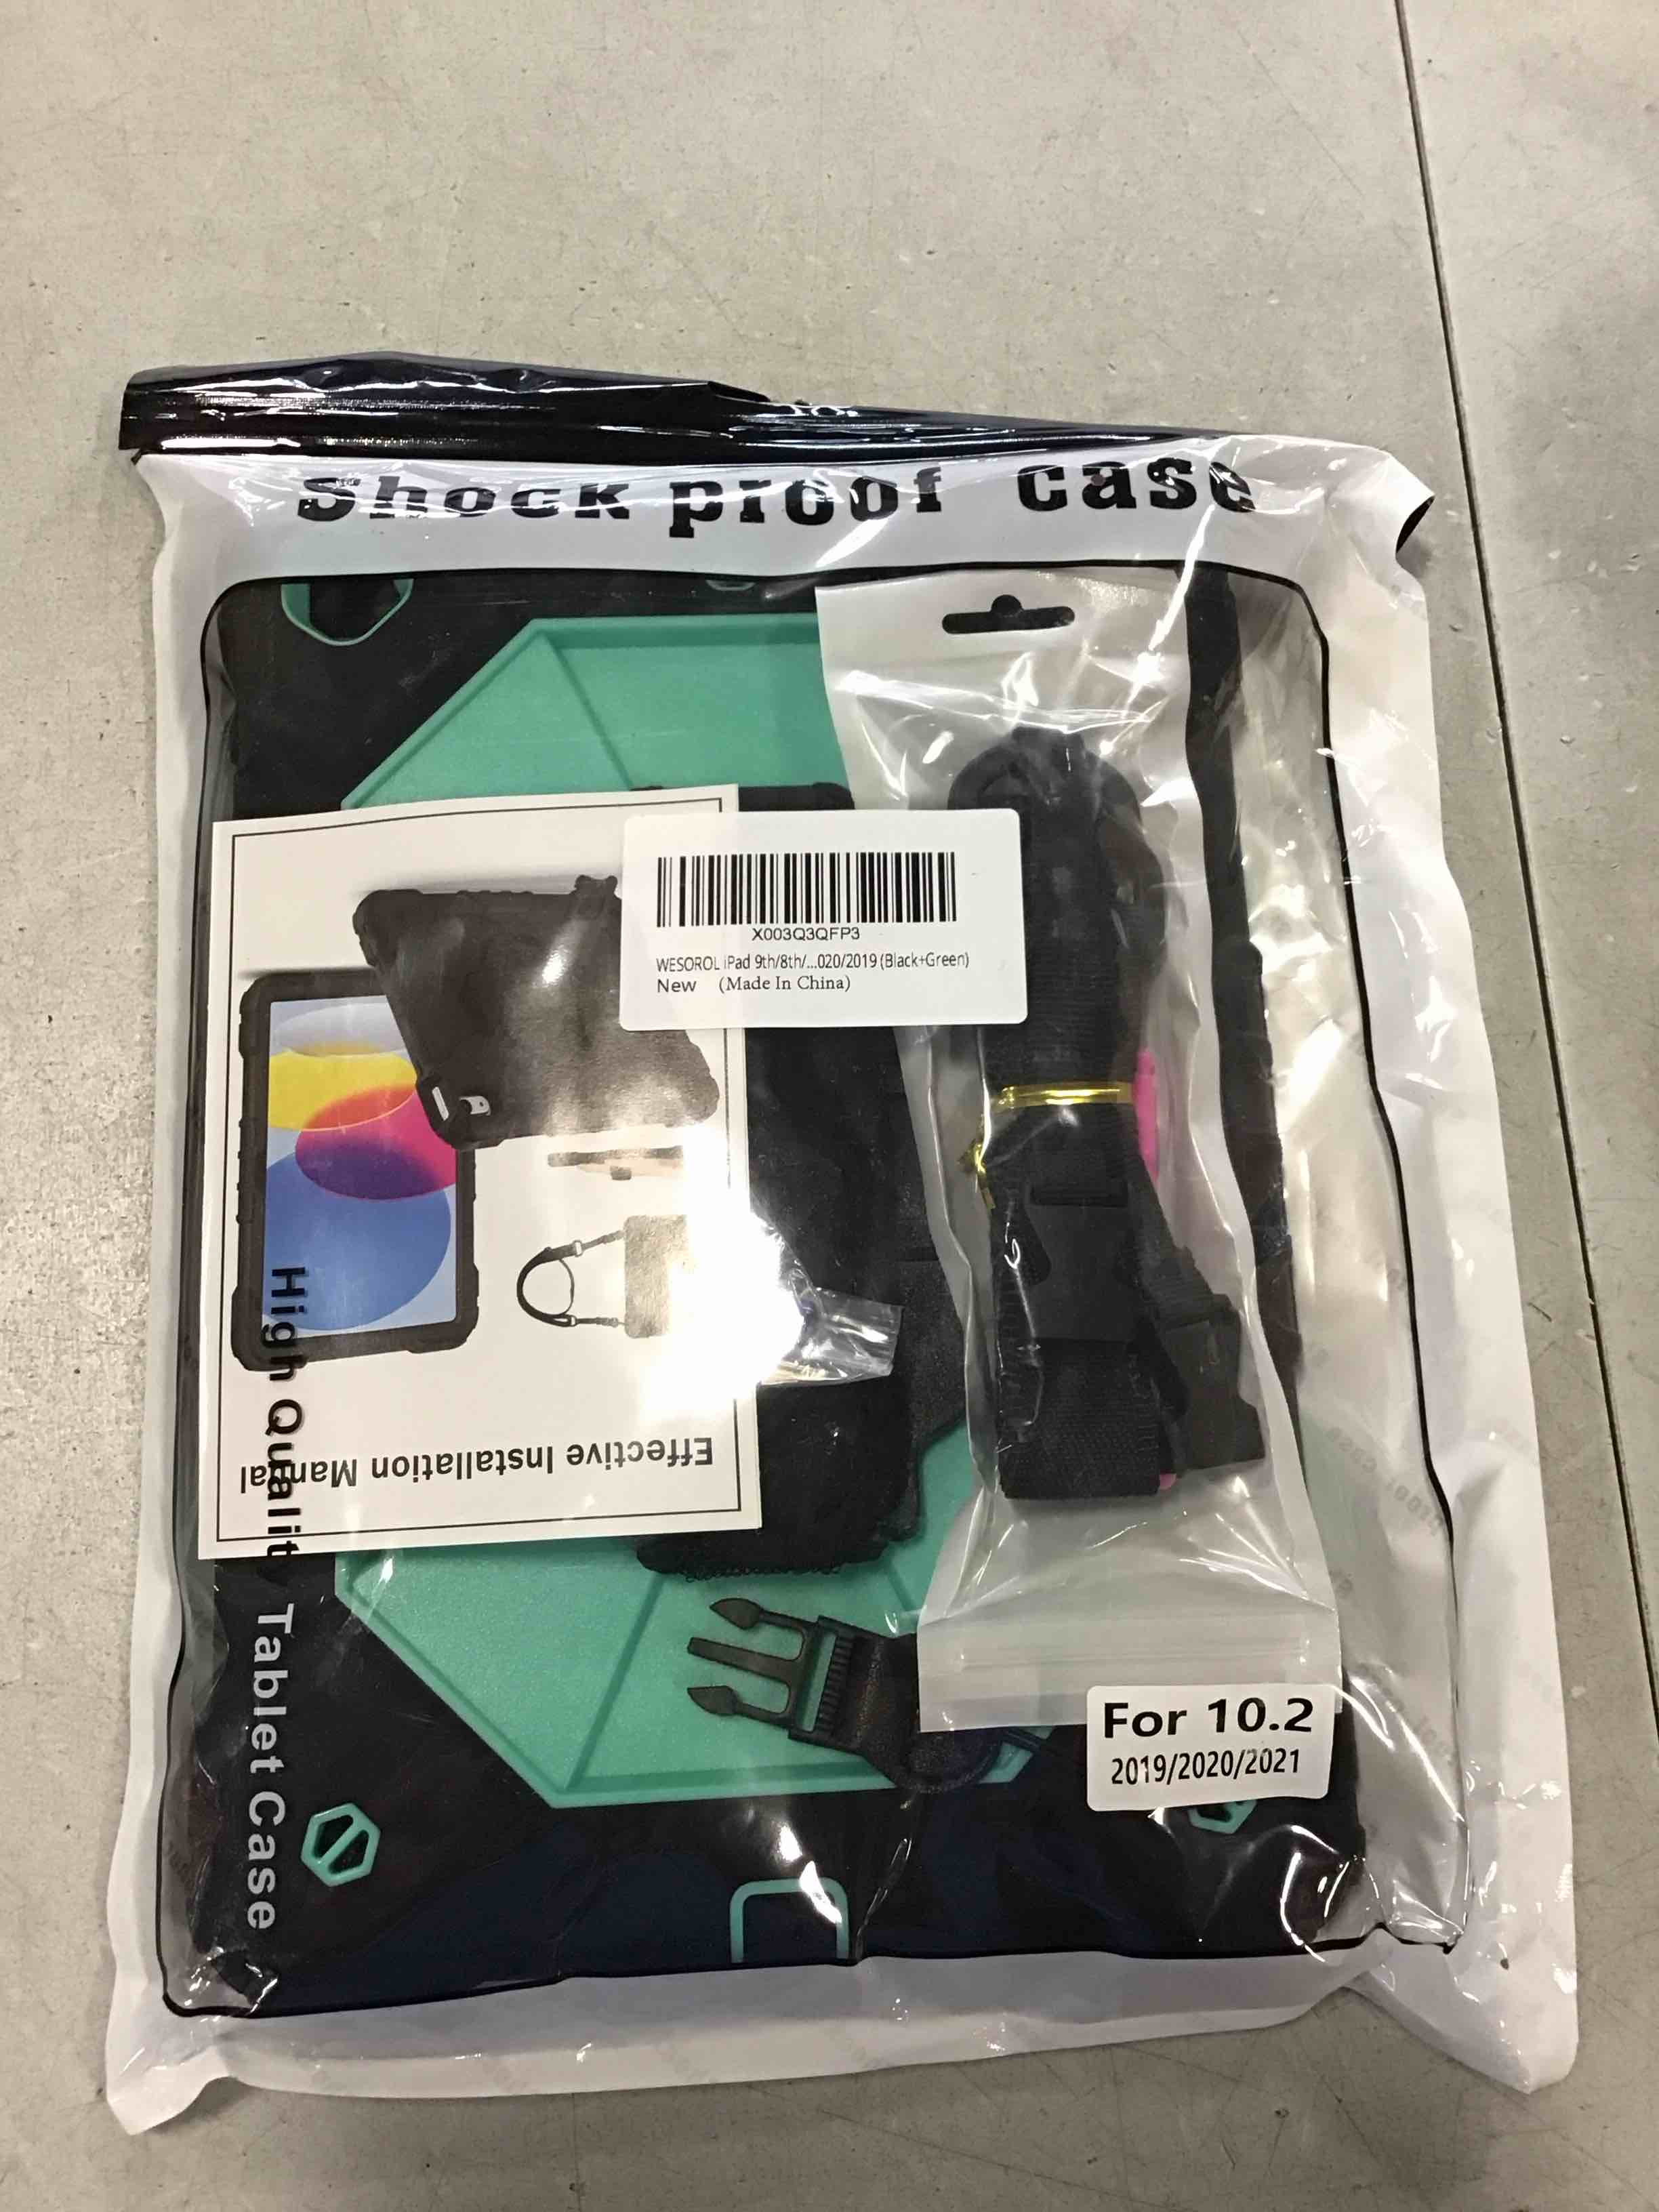 Shock proof case
X003Q3QFP3
WESOROL iPad 9th/8th/...020/2019 (Black+Green)
New (Made In China)
Effective Installation Manual
High Quality Tablet Case
For 10.2
2019/2020/2021